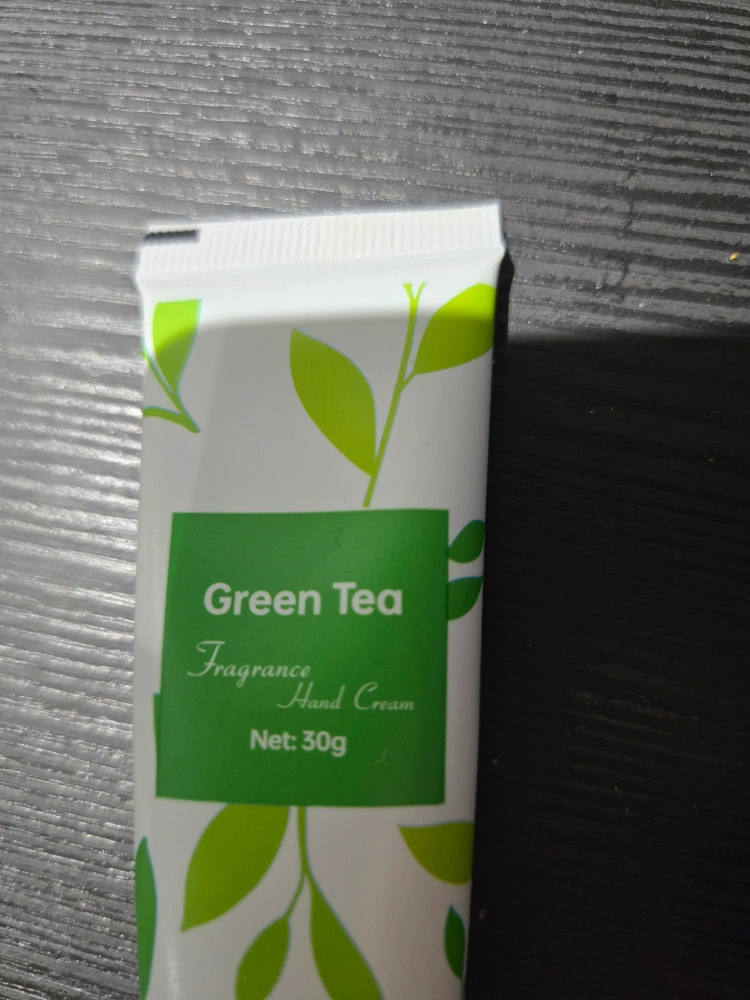 Green Tea
Fragrance
Hand Cream
Net: 30g